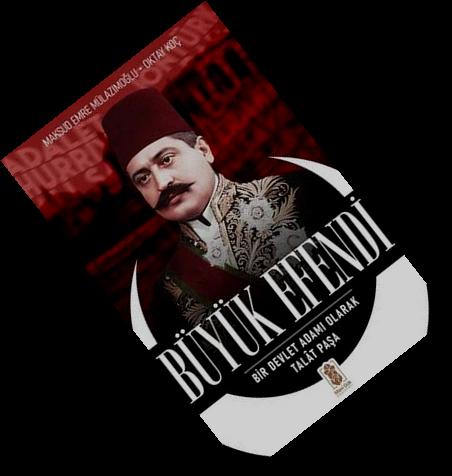 MAKSUD EMRE MÜLAZIMOĞLU • OKTAY KOÇ
BÜYÜK EFENDİ
BİR DEVLET ADAMI OLARAK
TALÂT PAŞA